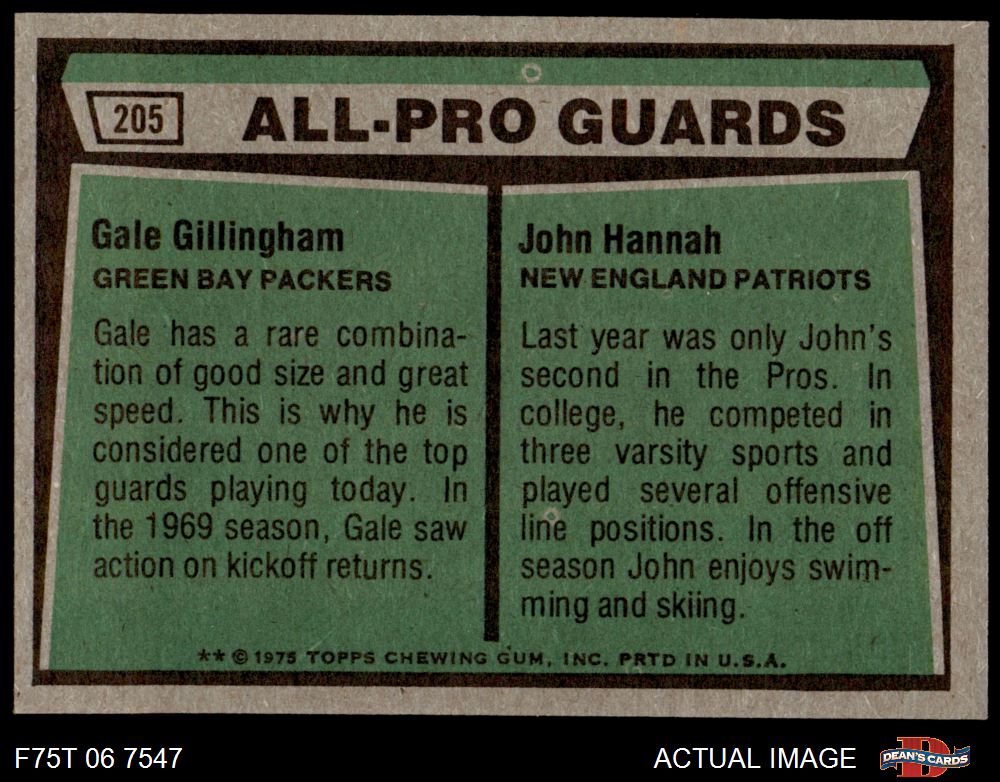 205
ALL-PRO GUARDS
Gale Gillingham
GREEN BAY PACKERS
Gale has a rare combina-
tion of good size and great
speed. This is why he is
considered one of the top
guards playing today. In
the 1969 season, Gale saw
action on kickoff returns.
John Hannah
NEW ENGLAND PATRIOTS
Last year was only John's
second in the Pros. In
college, he competed in
three varsity sports and
played several offensive
line positions. In the off
season John enjoys swim-
ming and skiing.
** © 1975 TOPPS CHEWING GUM, INC. PRTD IN U.S.A.
F75T 06 7547
ACTUAL IMAGE
D
DEAN'S CARDS